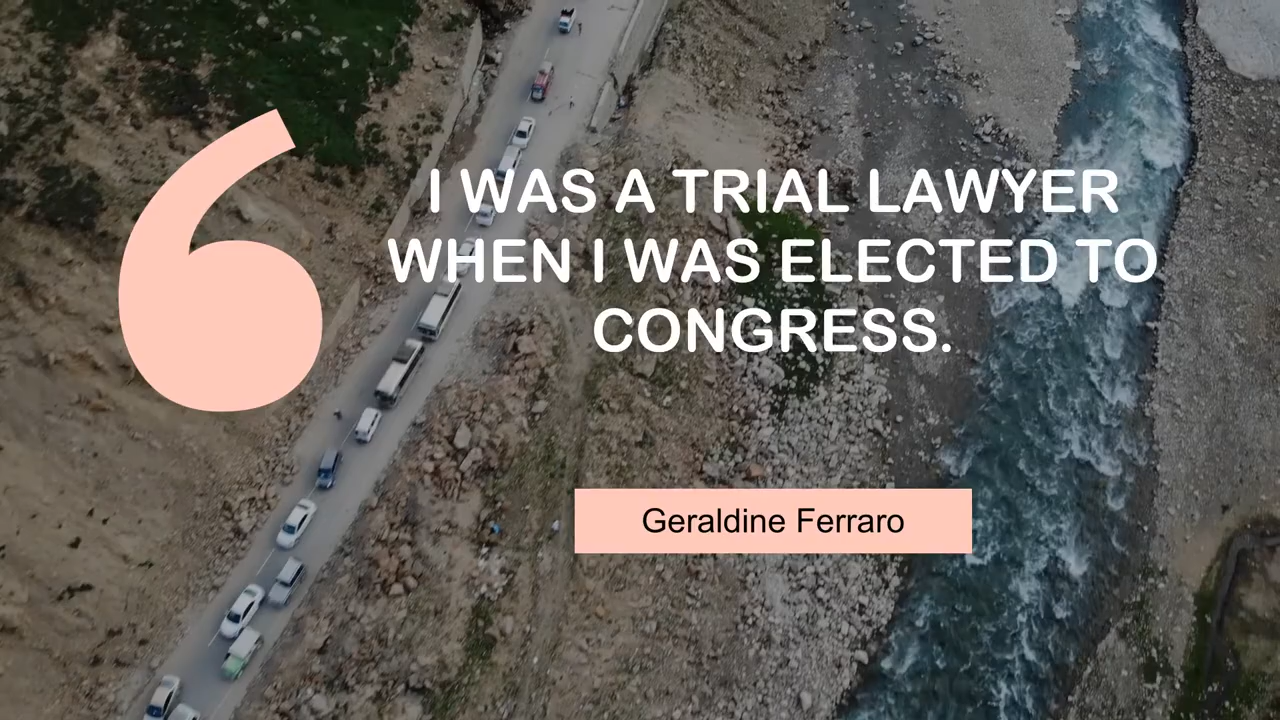 I WAS A TRIAL LAWYER
WHEN I WAS ELECTED TO
CONGRESS.
Geraldine Ferraro